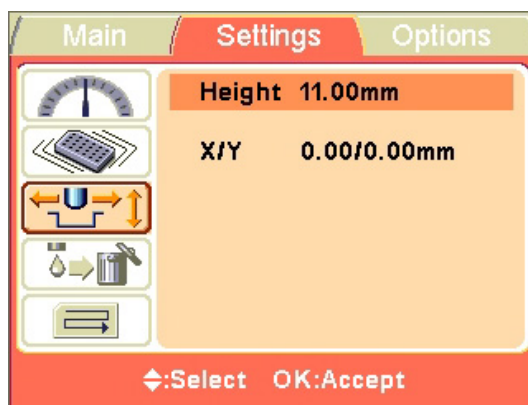 Main Settings Options
Height 11.00mm
X/Y 0.00/0.00mm
:Select OK:Accept